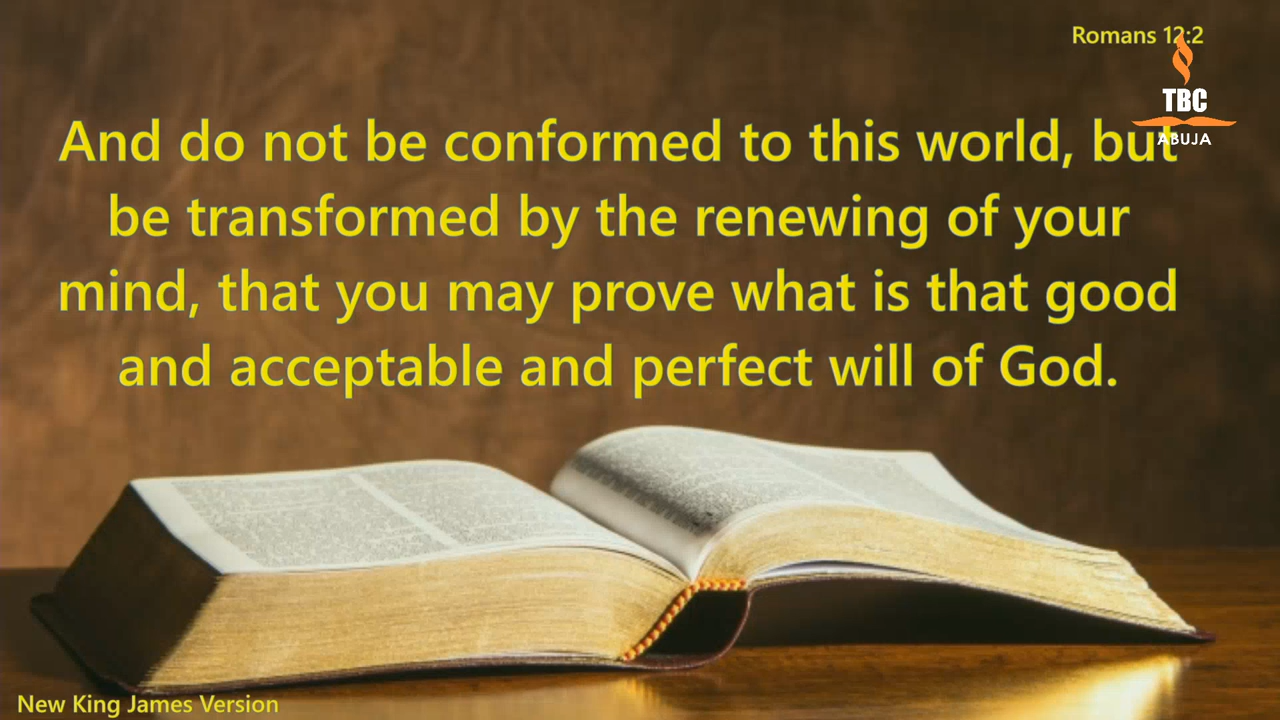 Romans 12:2
TBC
ABUJA
And do not be conformed to this world, but
be transformed by the renewing of your
mind, that you may prove what is that good
and acceptable and perfect will of God.
New King James Version